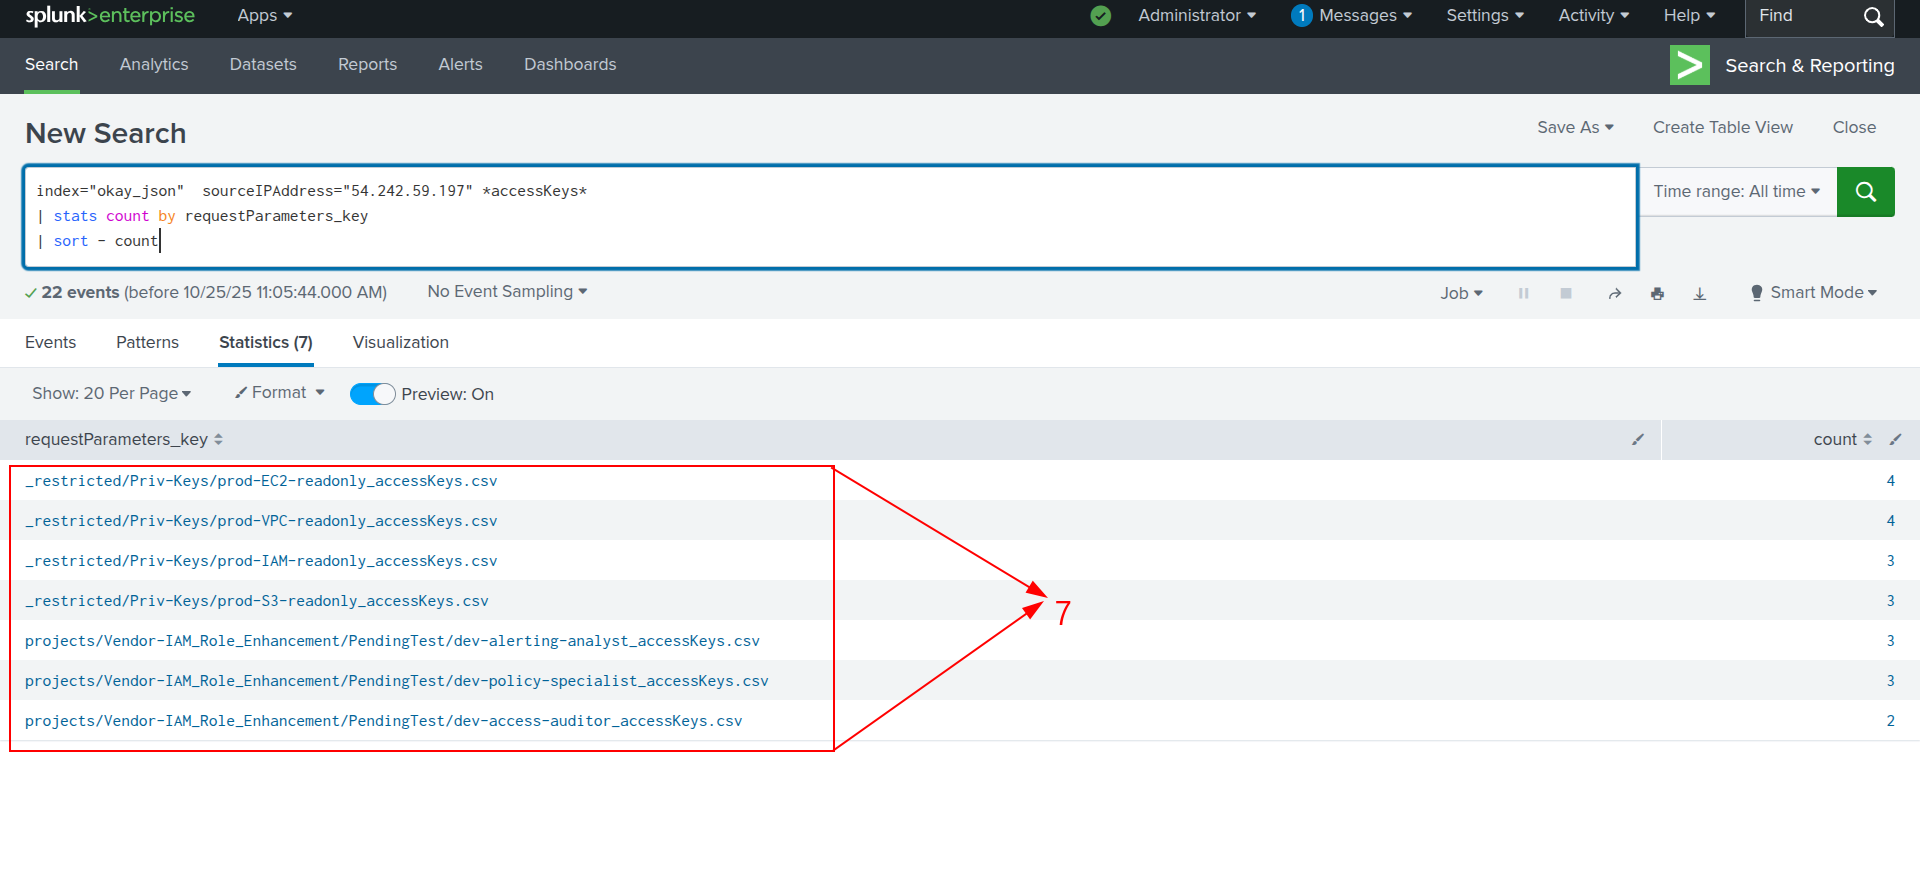 splunk>enterprise Apps Administrator 1 Messages Settings Activity Help Find
Search Analytics Datasets Reports Alerts Dashboards > Search & Reporting
New Search Save As Create Table View Close
index="okay_json"  sourceIPAddress="54.242.59.197" *accessKeys*
| stats count by requestParameters_key
| sort - count
Time range: All time
22 events (before 10/25/25 11:05:44.000 AM) No Event Sampling Job Smart Mode
Events Patterns Statistics (7) Visualization
Show: 20 Per Page Format Preview: On
requestParameters_key count
_restricted/Priv-Keys/prod-EC2-readonly_accessKeys.csv 4
_restricted/Priv-Keys/prod-VPC-readonly_accessKeys.csv 4
_restricted/Priv-Keys/prod-IAM-readonly_accessKeys.csv 3
_restricted/Priv-Keys/prod-S3-readonly_accessKeys.csv 3
7
projects/Vendor-IAM_Role_Enhancement/PendingTest/dev-alerting-analyst_accessKeys.csv 3
projects/Vendor-IAM_Role_Enhancement/PendingTest/dev-policy-specialist_accessKeys.csv 3
projects/Vendor-IAM_Role_Enhancement/PendingTest/dev-access-auditor_accessKeys.csv 2